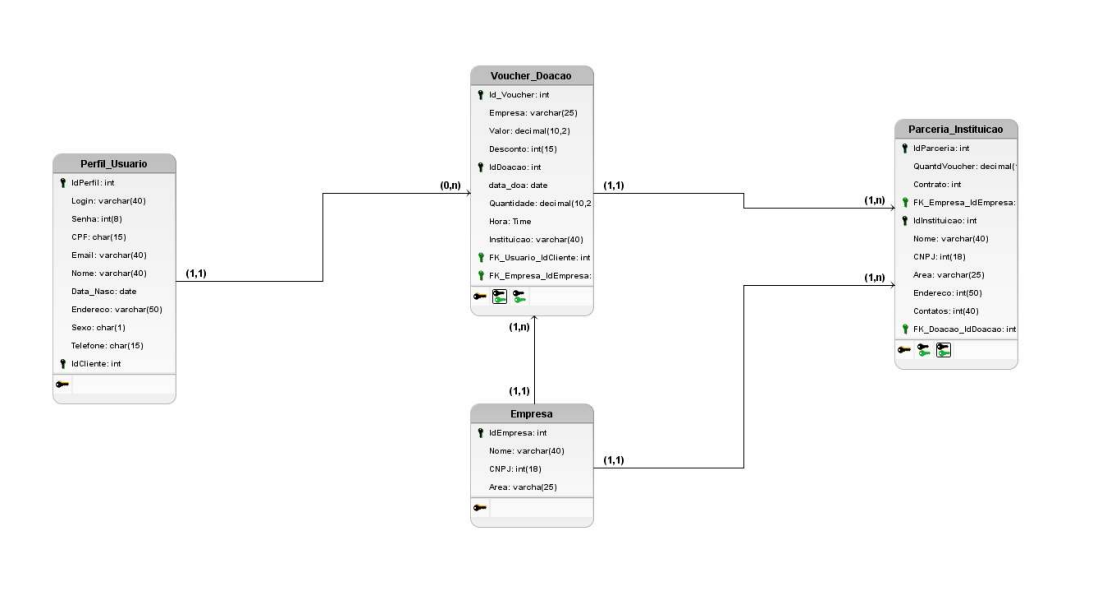 Perfil_Usuario
IdPerfil: int
Login: varchar(40)
Senha: int(8)
CPF: char(15)
Email: varchar(40)
Nome: varchar(40)
Data_Nasc: date
Endereco: varchar(50)
Sexo: char(1)
Telefone: char(15)
IdCliente: int
(1,1)
(0,n)
Voucher_Doacao
Id_Voucher: int
Empresa: varchar(25)
Valor: decimal(10,2)
Desconto: int(15)
IdDoacao: int
data_doa: date
Quantidade: decimal(10,2
Hora: Time
Instituicao: varchar(40)
FK_Usuario_IdCliente: int
FK_Empresa_IdEmpresa:
(1,1)
(1,n)
(1,n)
(1,1)
Empresa
IdEmpresa: int
Nome: varchar(40)
CNPJ: int(18)
Area: varcha(25)
(1,1)
(1,n)
Parceria_Instituicao
IdParceria: int
QuantdVoucher: decimal(
Contrato: int
FK_Empresa_IdEmpresa:
IdInstituicao: int
Nome: varchar(40)
CNPJ: int(18)
Area: varchar(25)
Endereco: int(50)
Contatos: int(40)
FK_Doacao_IdDoacao: int